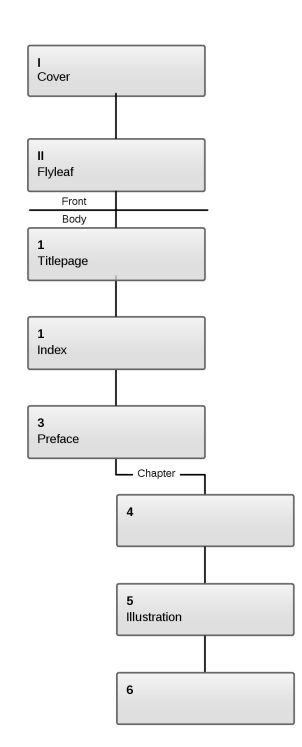 I
Cover
II
Flyleaf
Front
Body
1
Titlepage
1
Index
3
Preface
Chapter
4
5
Illustration
6